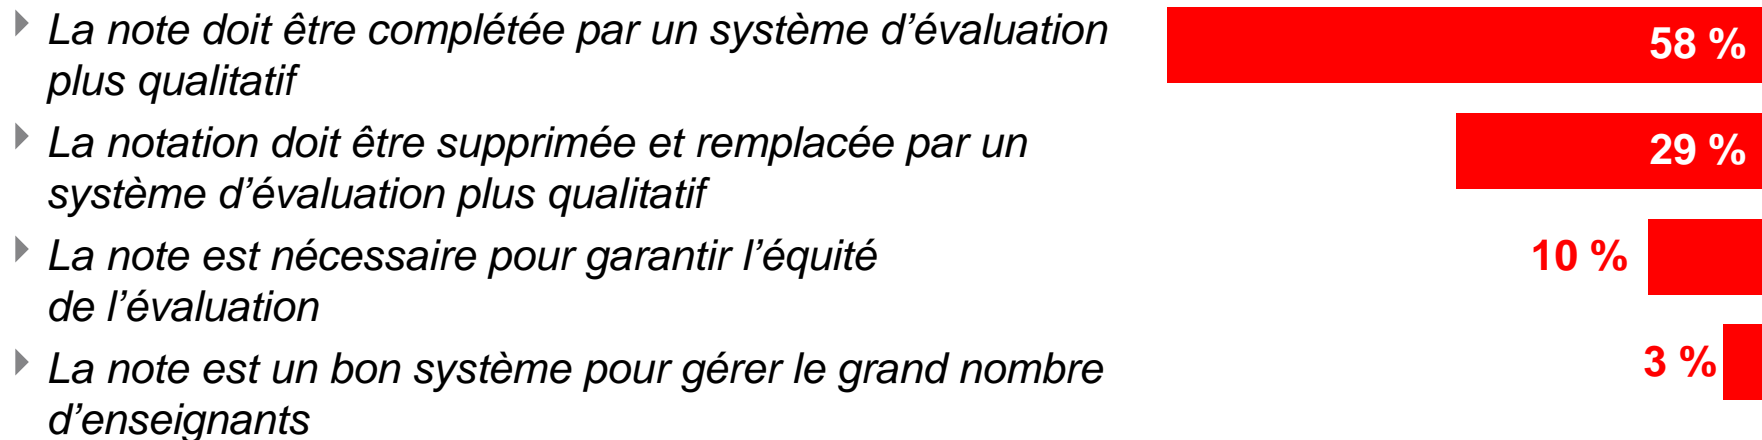 La note doit être complétée par un système d’évaluation
plus qualitatif
58 %
La notation doit être supprimée et remplacée par un
système d’évaluation plus qualitatif
29 %
La note est nécessaire pour garantir l’équité
de l’évaluation
10 %
La note est un bon système pour gérer le grand nombre
d’enseignants
3 %